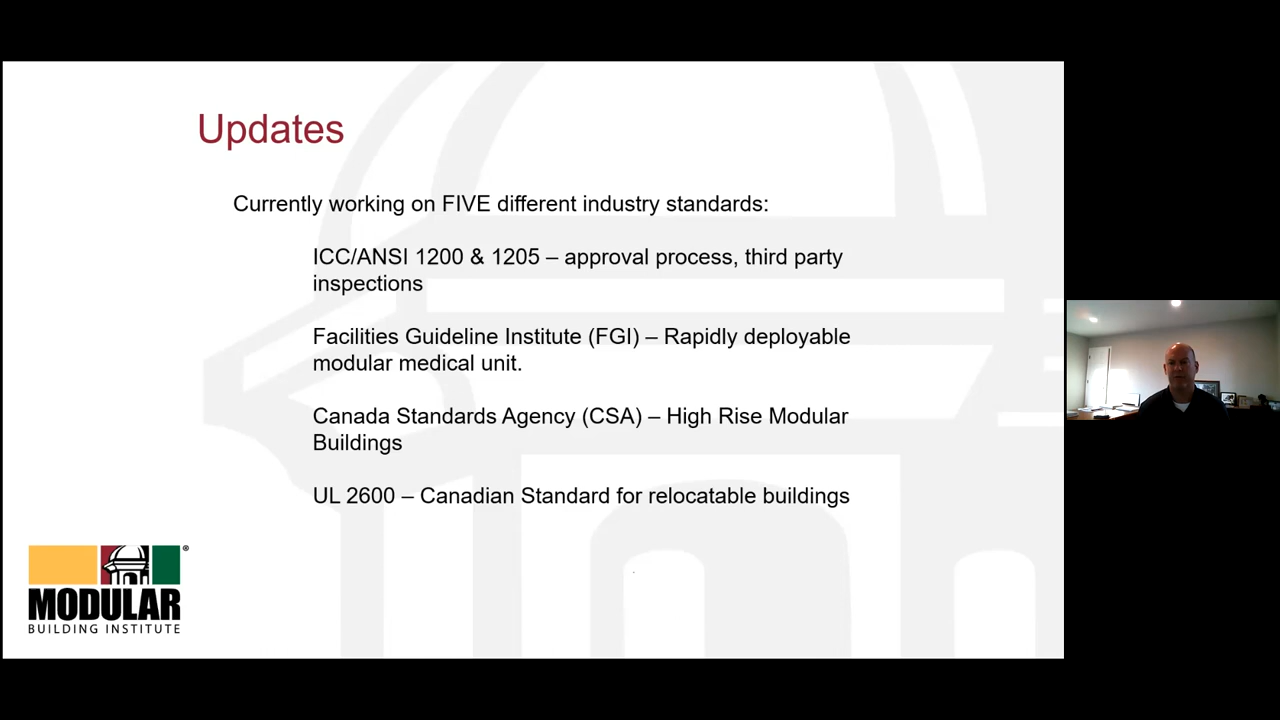 Updates
Currently working on FIVE different industry standards:
ICC/ANSI 1200 & 1205 – approval process, third party
inspections
Facilities Guideline Institute (FGI) – Rapidly deployable
modular medical unit.
Canada Standards Agency (CSA) – High Rise Modular
Buildings
UL 2600 – Canadian Standard for relocatable buildings
®
MODULAR
BUILDING INSTITUTE